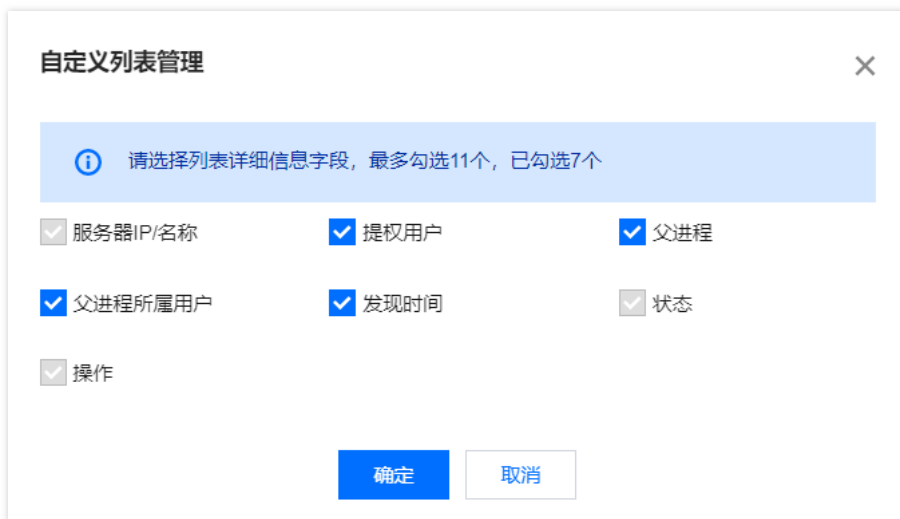 自定义列表管理
请选择列表详细信息字段，最多勾选11个，已勾选7个
服务器IP/名称 提权用户 父进程
父进程所属用户 发现时间 状态
操作
确定 取消